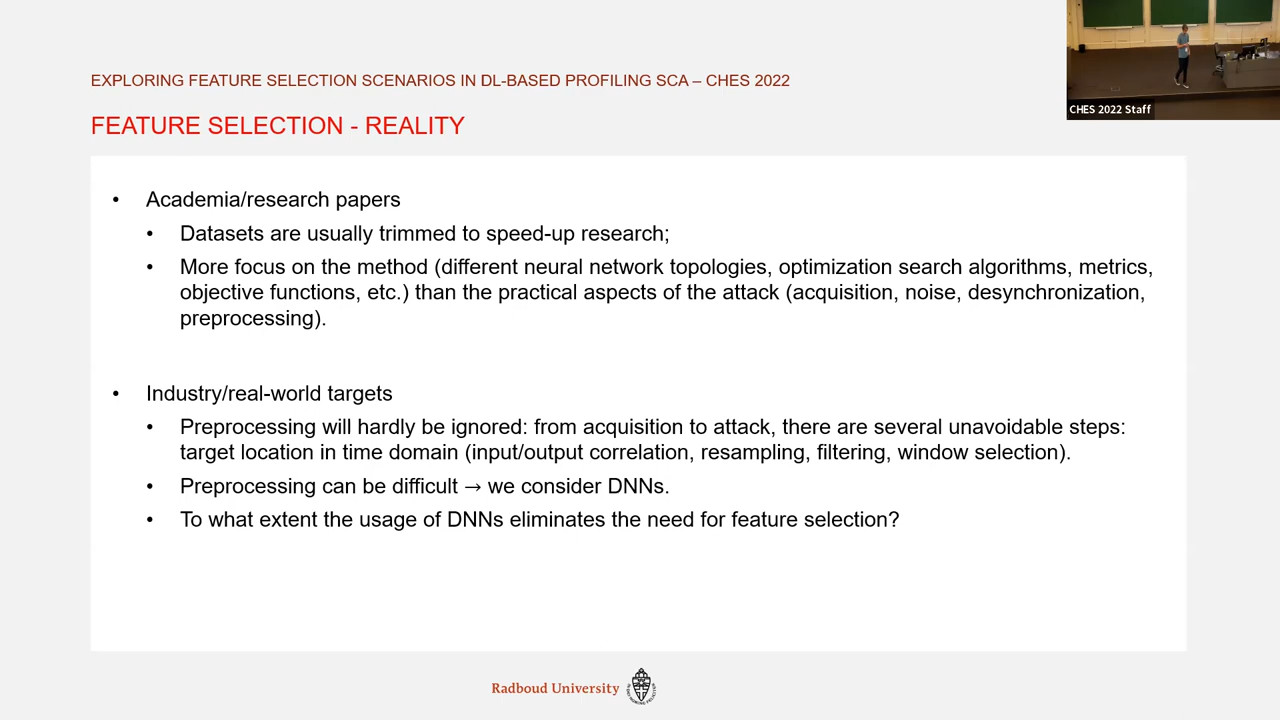 EXPLORING FEATURE SELECTION SCENARIOS IN DL-BASED PROFILING SCA – CHES 2022
CHES 2022 Staff
FEATURE SELECTION - REALITY
• Academia/research papers
• Datasets are usually trimmed to speed-up research;
• More focus on the method (different neural network topologies, optimization search algorithms, metrics,
objective functions, etc.) than the practical aspects of the attack (acquisition, noise, desynchronization,
preprocessing).
• Industry/real-world targets
• Preprocessing will hardly be ignored: from acquisition to attack, there are several unavoidable steps:
target location in time domain (input/output correlation, resampling, filtering, window selection).
• Preprocessing can be difficult → we consider DNNs.
• To what extent the usage of DNNs eliminates the need for feature selection?
Radboud University